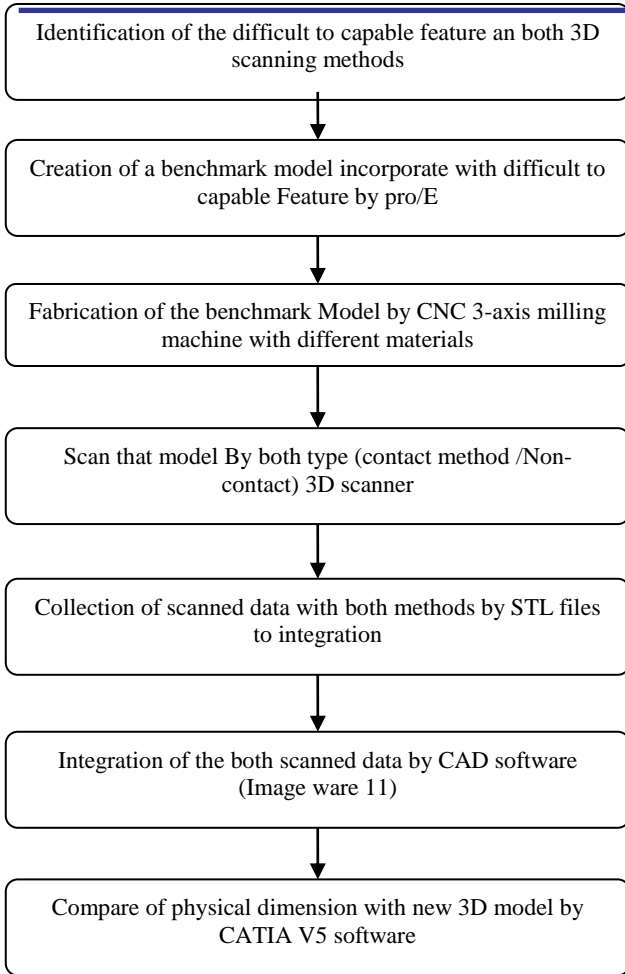 Identification of the difficult to capable feature an both 3D
scanning methods
Creation of a benchmark model incorporate with difficult to
capable Feature by pro/E
Fabrication of the benchmark Model by CNC 3-axis milling
machine with different materials
Scan that model By both type (contact method /Non-
contact) 3D scanner
Collection of scanned data with both methods by STL files
to integration
Integration of the both scanned data by CAD software
(Image ware 11)
Compare of physical dimension with new 3D model by
CATIA V5 software